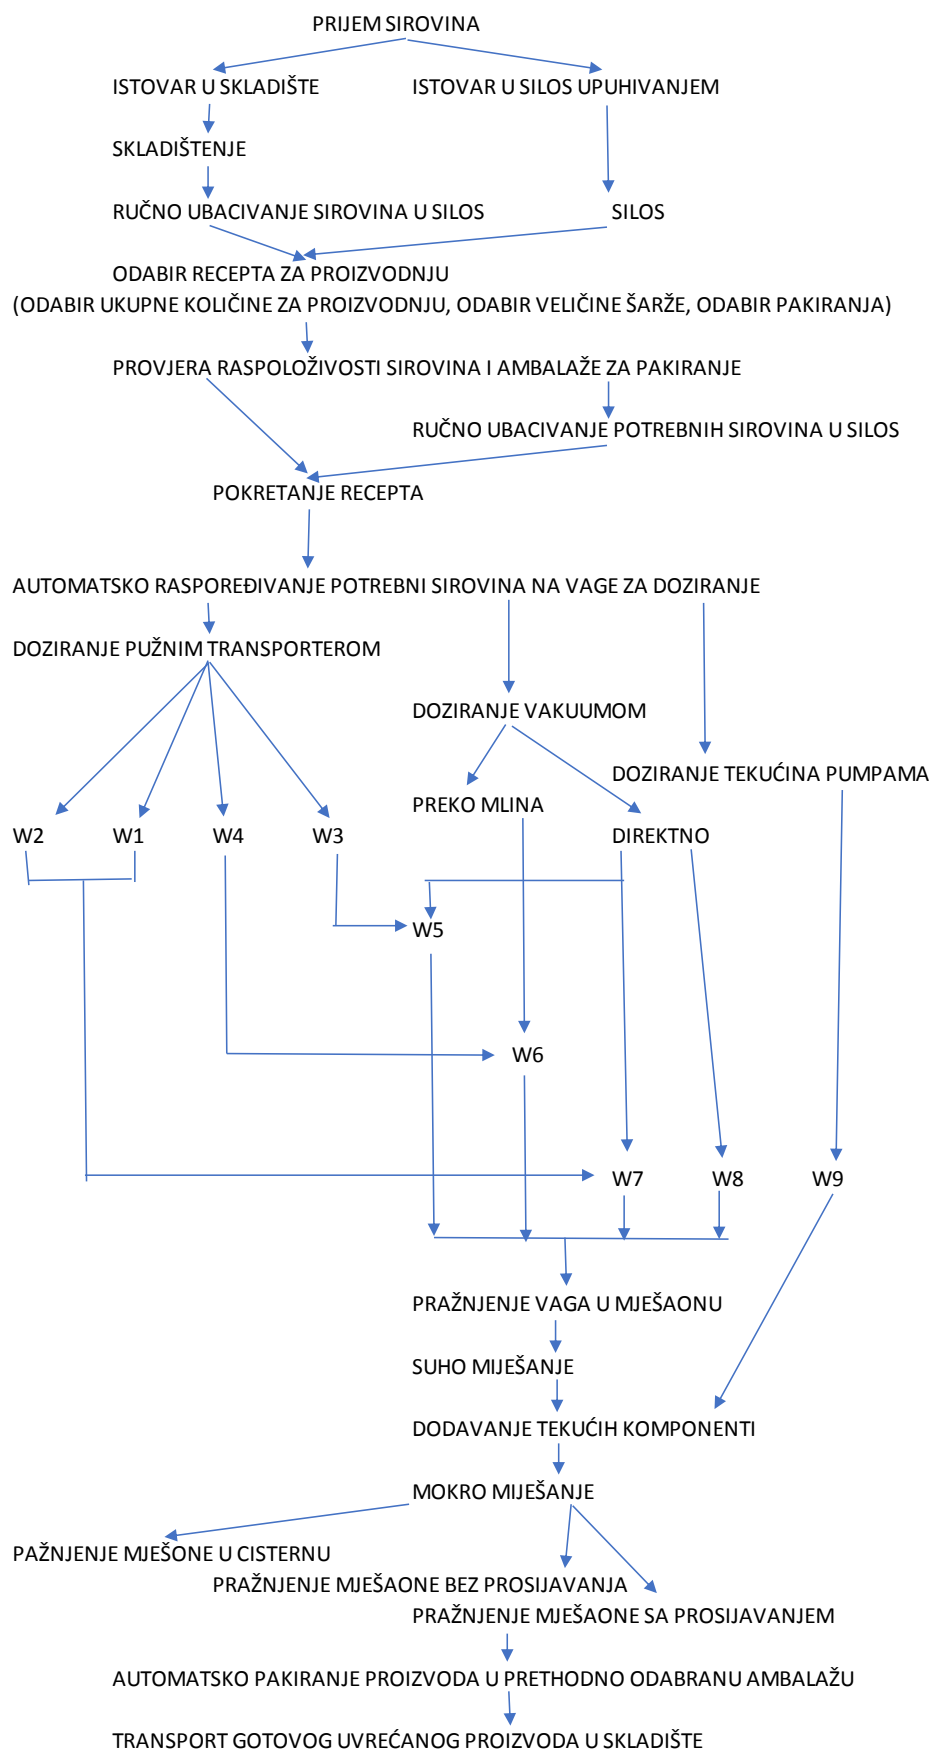 PRIJEM SIROVINA
ISTOVAR U SKLADIŠTE
ISTOVAR U SILOS UPUHIVANJEM
SKLADIŠTENJE
RUČNO UBACIVANJE SIROVINA U SILOS
SILOS
ODABIR RECEPTA ZA PROIZVODNJU
(ODABIR UKUPNE KOLIČINE ZA PROIZVODNJU, ODABIR VELIČINE ŠARŽE, ODABIR PAKIRANJA)
PROVJERA RASPOLOŽIVOSTI SIROVINA I AMBALAŽE ZA PAKIRANJE
RUČNO UBACIVANJE POTREBNIH SIROVINA U SILOS
POKRETANJE RECEPTA
AUTOMATSKO RASPOREĐIVANJE POTREBNI SIROVINA NA VAGE ZA DOZIRANJE
DOZIRANJE PUŽNIM TRANSPORTEROM
DOZIRANJE VAKUUMOM
DOZIRANJE TEKUĆINA PUMPAMA
PREKO MLINA
W2
W1
W4
W3
DIREKTNO
W5
W6
W7
W8
W9
PRAŽNJENJE VAGA U MJEŠAONU
SUHO MIJEŠANJE
DODAVANJE TEKUĆIH KOMPONENTI
MOKRO MIJEŠANJE
PAŽNJENJE MJEŠONE U CISTERNU
PRAŽNJENJE MJEŠAONE BEZ PROSIJAVANJA
PRAŽNJENJE MJEŠAONE SA PROSIJAVANJEM
AUTOMATSKO PAKIRANJE PROIZVODA U PRETHODNO ODABRANU AMBALAŽU
TRANSPORT GOTOVOG UVREĆANOG PROIZVODA U SKLADIŠTE